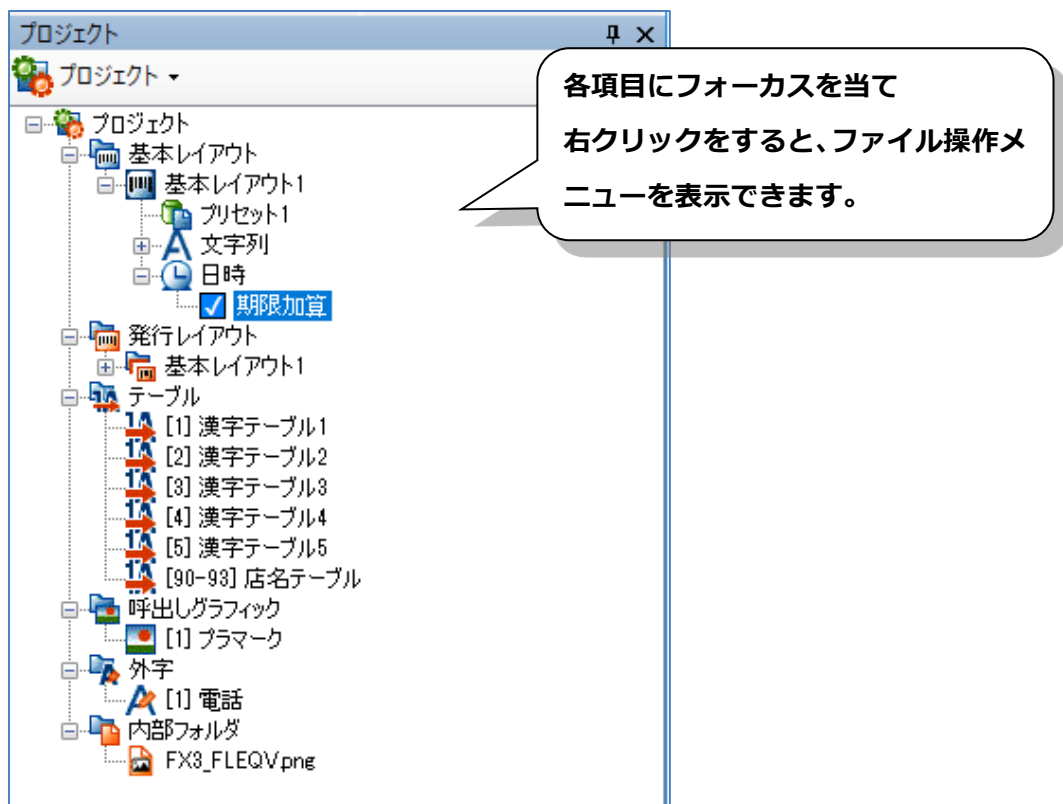 プロジェクト
プロジェクト
各項目にフォーカスを当て
右クリックをすると、ファイル操作メ
ニューを表示できます。
プロジェクト
基本レイアウト
基本レイアウト1
プリセット1
文字列
日時
期限加算
発行レイアウト
基本レイアウト1
テーブル
[1] 漢字テーブル1
[2] 漢字テーブル2
[3] 漢字テーブル3
[4] 漢字テーブル4
[5] 漢字テーブル5
[90-93] 店名テーブル
呼出しグラフィック
[1] プラマーク
外字
[1] 電話
内部フォルダ
FX3_FLEQV.png